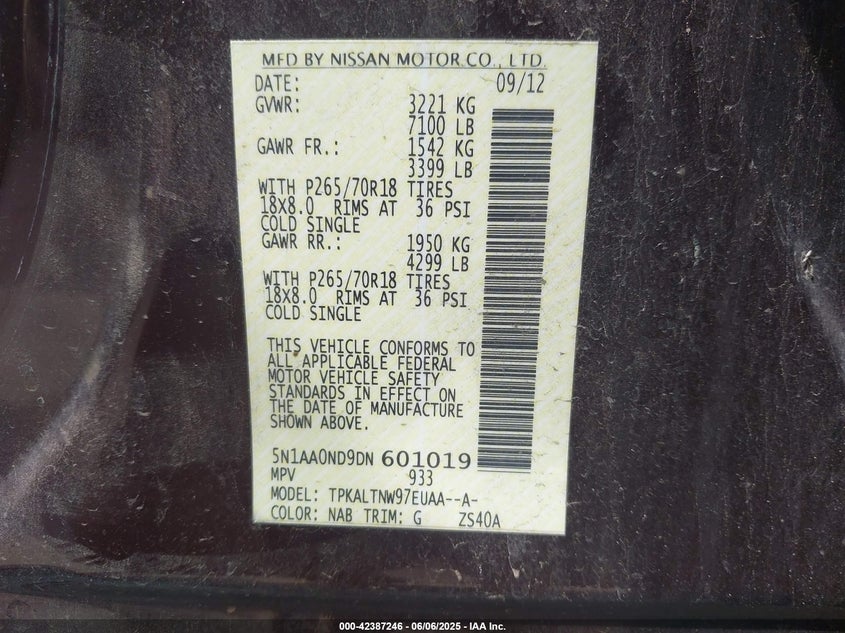 MFD BY NISSAN MOTOR CO., LTD.
DATE: 09/12
GVWR: 3221 KG
7100 LB
GAWR FR.: 1542 KG
3399 LB
WITH P265/70R18 TIRES
18X8.0 RIMS AT 36 PSI
COLD SINGLE
GAWR RR.: 1950 KG
4299 LB
WITH P265/70R18 TIRES
18X8.0 RIMS AT 36 PSI
COLD SINGLE
THIS VEHICLE CONFORMS TO
ALL APPLICABLE FEDERAL
MOTOR VEHICLE SAFETY
STANDARDS IN EFFECT ON
THE DATE OF MANUFACTURE
SHOWN ABOVE.
5N1AA0ND9DN 601019
MPV 933
MODEL: TPKALTNW97EUAA--A-
COLOR: NAB TRIM: G ZS40A
000-42387246 - 06/06/2025 - IAA Inc.